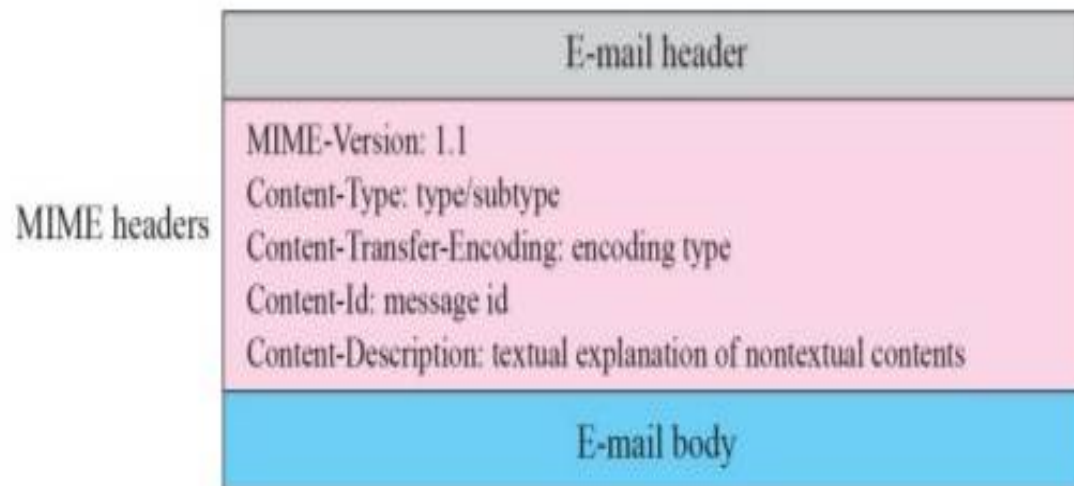 E-mail header
MIME headers
MIME-Version: 1.1
Content-Type: type/subtype
Content-Transfer-Encoding: encoding type
Content-Id: message id
Content-Description: textual explanation of nontextual contents
E-mail body